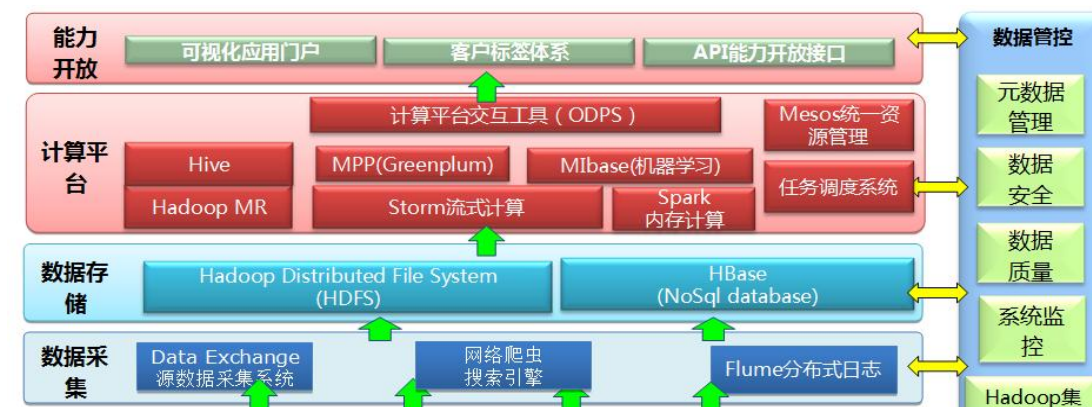 能力
开放
可视化应用门户
客户标签体系
API能力开放接口
计算平
台
计算平台交互工具（ODPS）
Mesos统一资
源管理
Hive
MPP(Greenplum)
MIbase(机器学习)
任务调度系统
Hadoop MR
Storm流式计算
Spark
内存计算
数据存
储
Hadoop Distributed File System
(HDFS)
HBase
(NoSql database)
数据采
集
Data Exchange
源数据采集系统
网络爬虫
搜索引擎
Flume分布式日志
数据管控
元数据
管理
数据
安全
数据
质量
系统监
控
Hadoop集